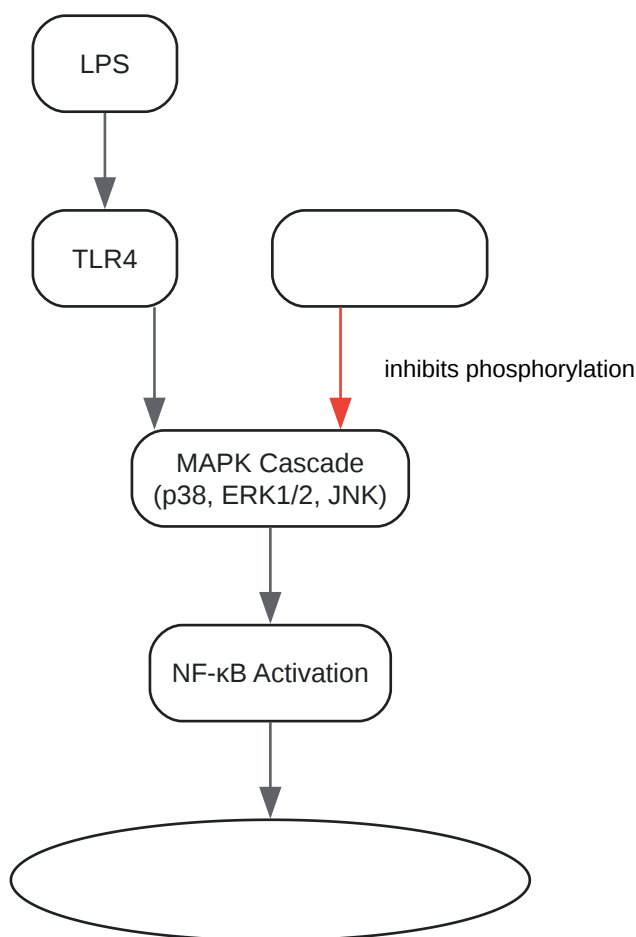 LPS
TLR4
inhibits phosphorylation
MAPK Cascade
(p38, ERK1/2, JNK)
NF-κB Activation